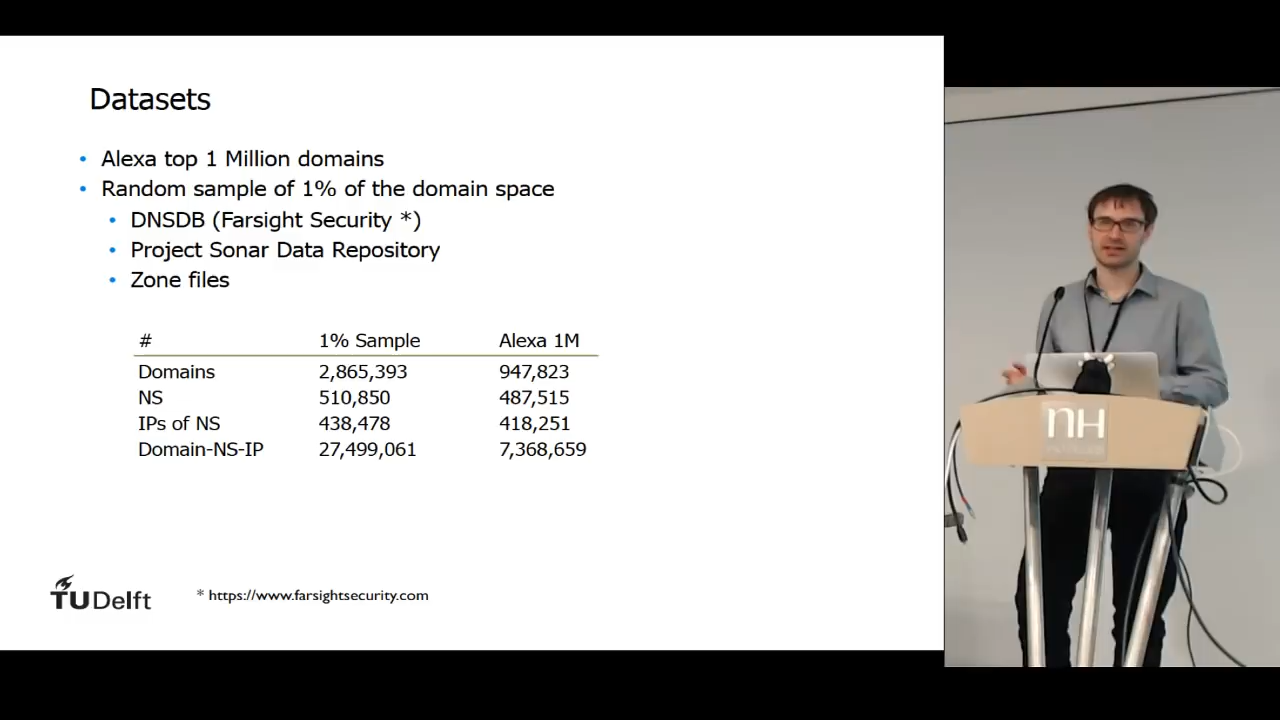 Datasets
• Alexa top 1 Million domains
• Random sample of 1% of the domain space
• DNSDB (Farsight Security *)
• Project Sonar Data Repository
• Zone files
# 1% Sample Alexa 1M
Domains 2,865,393 947,823
NS 510,850 487,515
IPs of NS 438,478 418,251
Domain-NS-IP 27,499,061 7,368,659
TU Delft
* https://www.farsightsecurity.com
nH